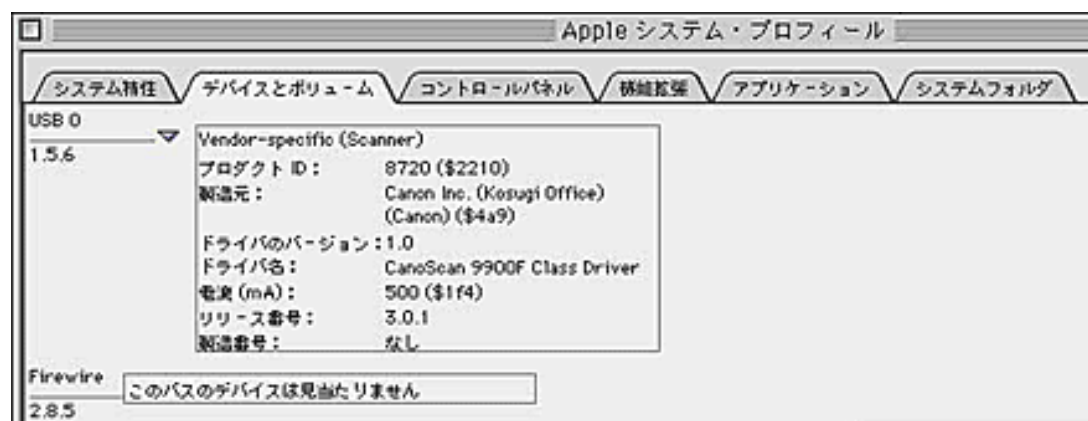 Apple システム・プロフィール
システム特性 デバイスとボリューム コントロールパネル 機能拡張 アプリケーション システムフォルダ
USB 0
1.5.6
Vendor-specific (Scanner)
プロダクト ID： 8720 ($2210)
製造元： Canon Inc. (Kosugi Office)
(Canon) ($4a9)
ドライバのバージョン：1.0
ドライバ名： CanoScan 9900F Class Driver
電流 (mA)： 500 ($1f4)
リリース番号： 3.0.1
製造番号： なし
Firewire
2.8.5
このバスのデバイスは見当たりません